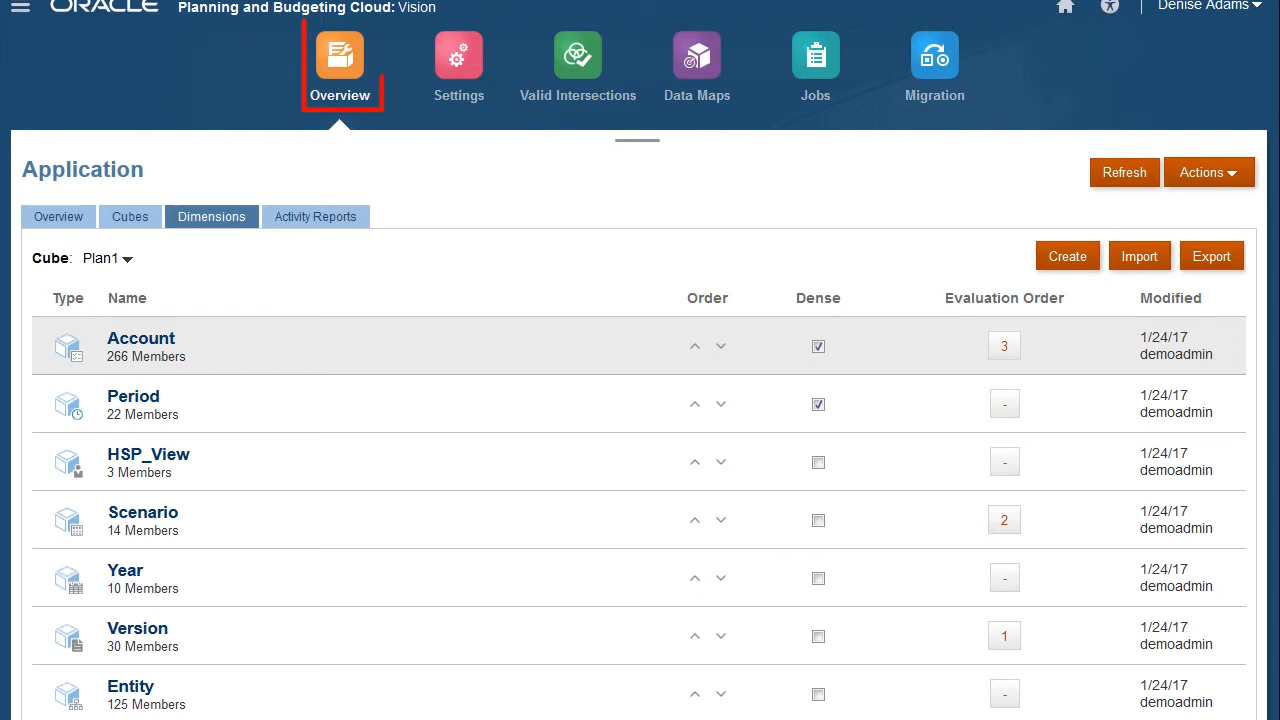 ORACLE Planning and Budgeting Cloud: Vision Denise Adams
Overview Settings Valid Intersections Data Maps Jobs Migration
Application
Refresh Actions
Overview Cubes Dimensions Activity Reports
Cube: Plan1
Create Import Export
Type Name Order Dense Evaluation Order Modified
Account 3 1/24/17
266 Members demoadmin
Period - 1/24/17
22 Members demoadmin
HSP_View - 1/24/17
3 Members demoadmin
Scenario 2 1/24/17
14 Members demoadmin
Year - 1/24/17
10 Members demoadmin
Version 1 1/24/17
30 Members demoadmin
Entity - 1/24/17
125 Members demoadmin